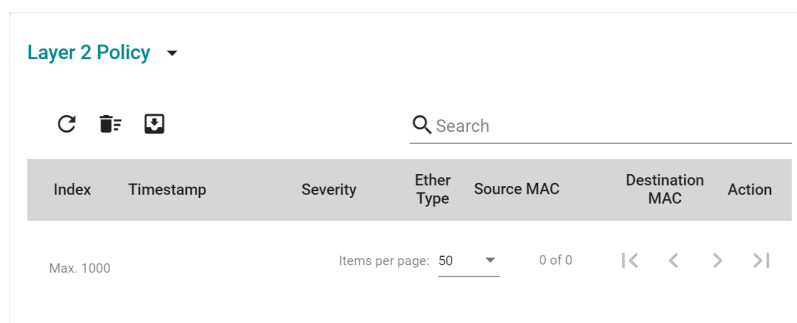 Layer 2 Policy
Search
Index Timestamp Severity Ether Type Source MAC Destination MAC Action
Max. 1000 Items per page: 50 0 of 0